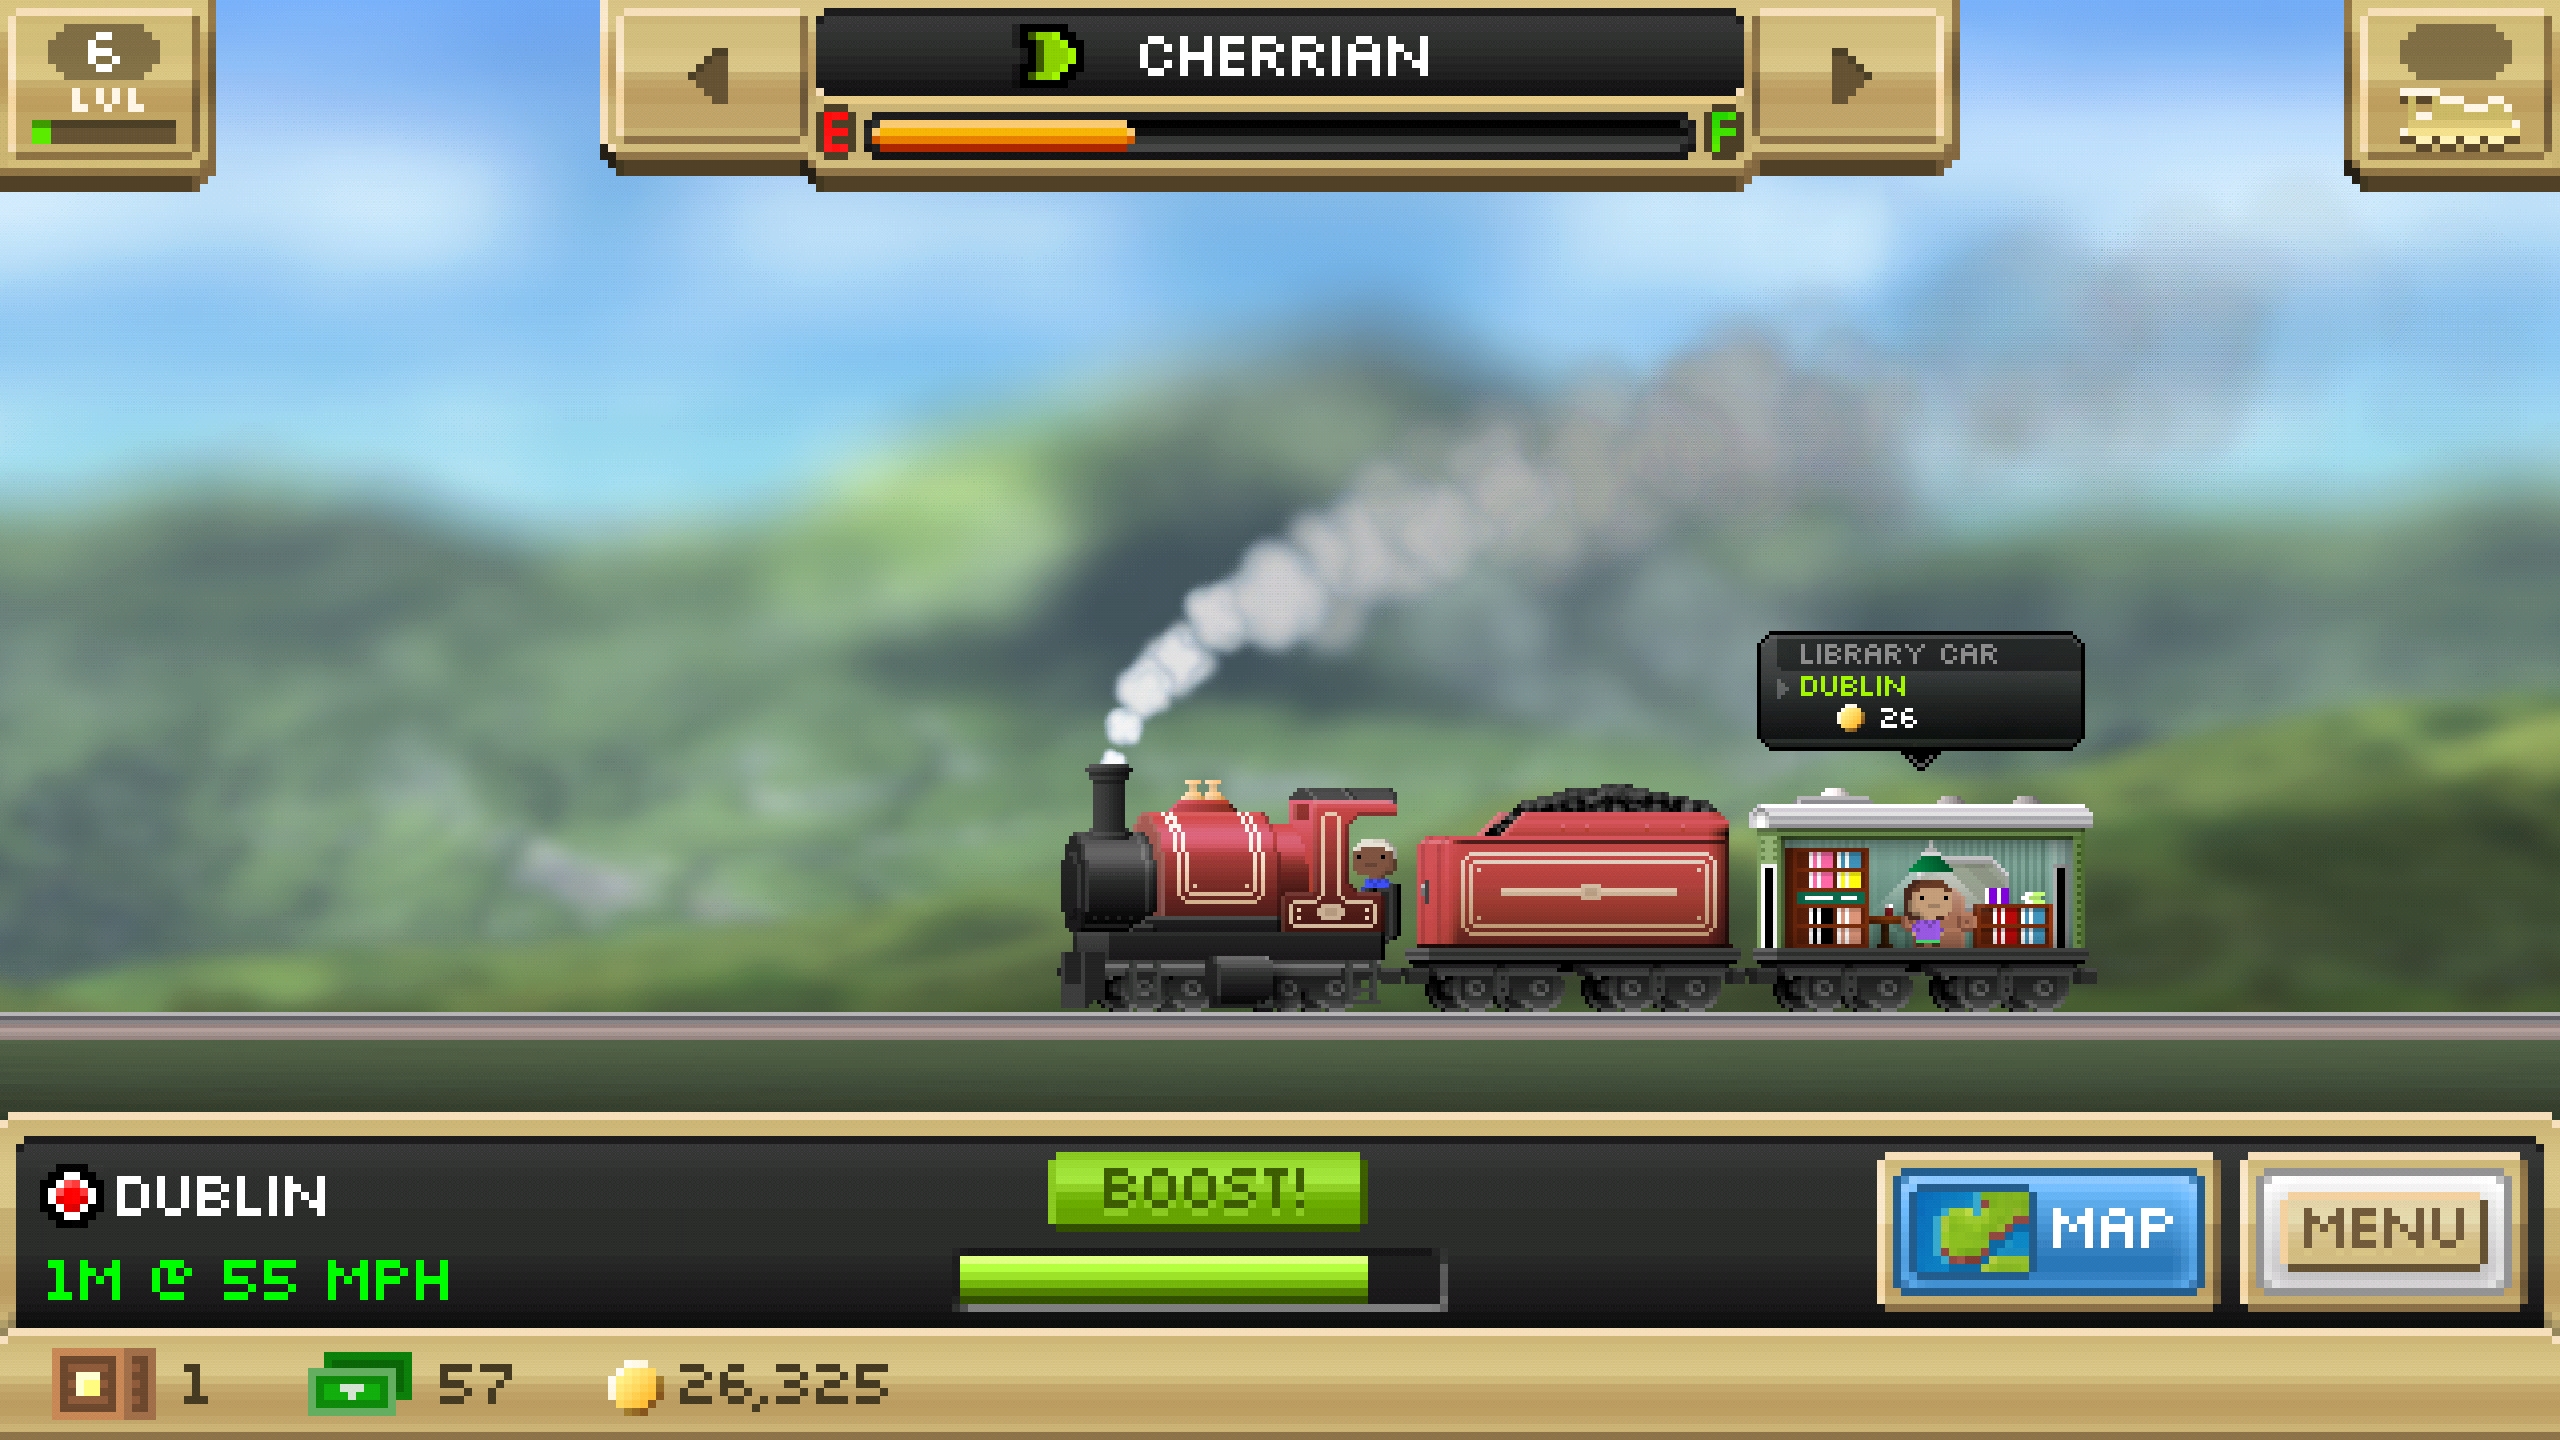 6
LVL
CHERRIAN
E
F
LIBRARY CAR
DUBLIN
26
DUBLIN
1M @ 55 MPH
BOOST!
MAP
MENU
1
57
26,325